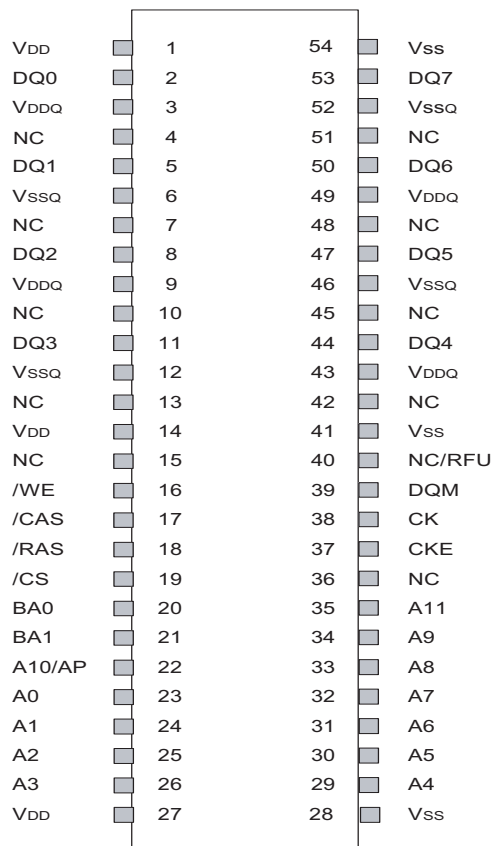 VDD 1 54 Vss
DQ0 2 53 DQ7
VDDQ 3 52 VssQ
NC 4 51 NC
DQ1 5 50 DQ6
VSSQ 6 49 VDDQ
NC 7 48 NC
DQ2 8 47 DQ5
VDDQ 9 46 VSSQ
NC 10 45 NC
DQ3 11 44 DQ4
VSSQ 12 43 VDDQ
NC 13 42 NC
VDD 14 41 VSS
NC 15 40 NC/RFU
/WE 16 39 DQM
/CAS 17 38 CK
/RAS 18 37 CKE
/CS 19 36 NC
BA0 20 35 A11
BA1 21 34 A9
A10/AP 22 33 A8
A0 23 32 A7
A1 24 31 A6
A2 25 30 A5
A3 26 29 A4
VDD 27 28 VSS